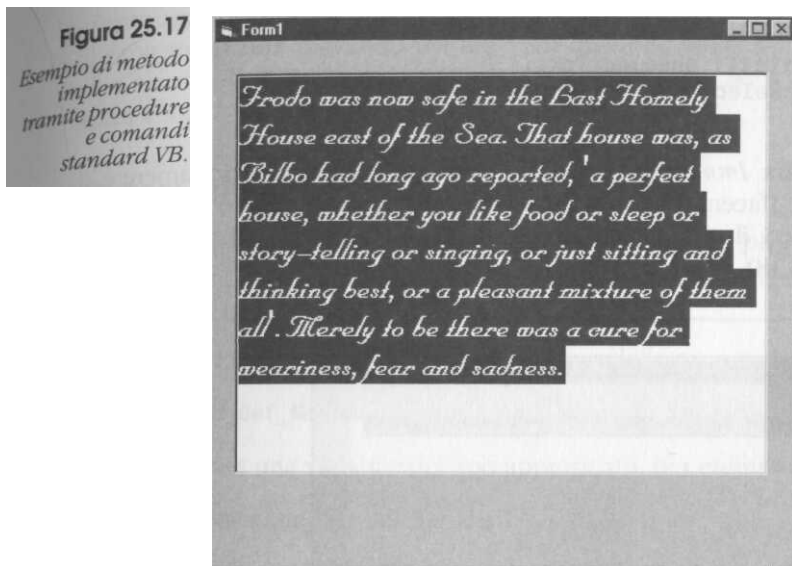 Figura 25.17
Esempio di metodo
implementato
tramite procedure
e comandi
standard VB.
Form1
Frodo was now safe in the Last Homely
House east of the Sea. That house was, as
Bilbo had long ago reported, 'a perfect
house, whether you like food or sleep or
story-telling or singing, or just sitting and
thinking best, or a pleasant mixture of them
all'. Merely to be there was a cure for
weariness, fear and sadness.